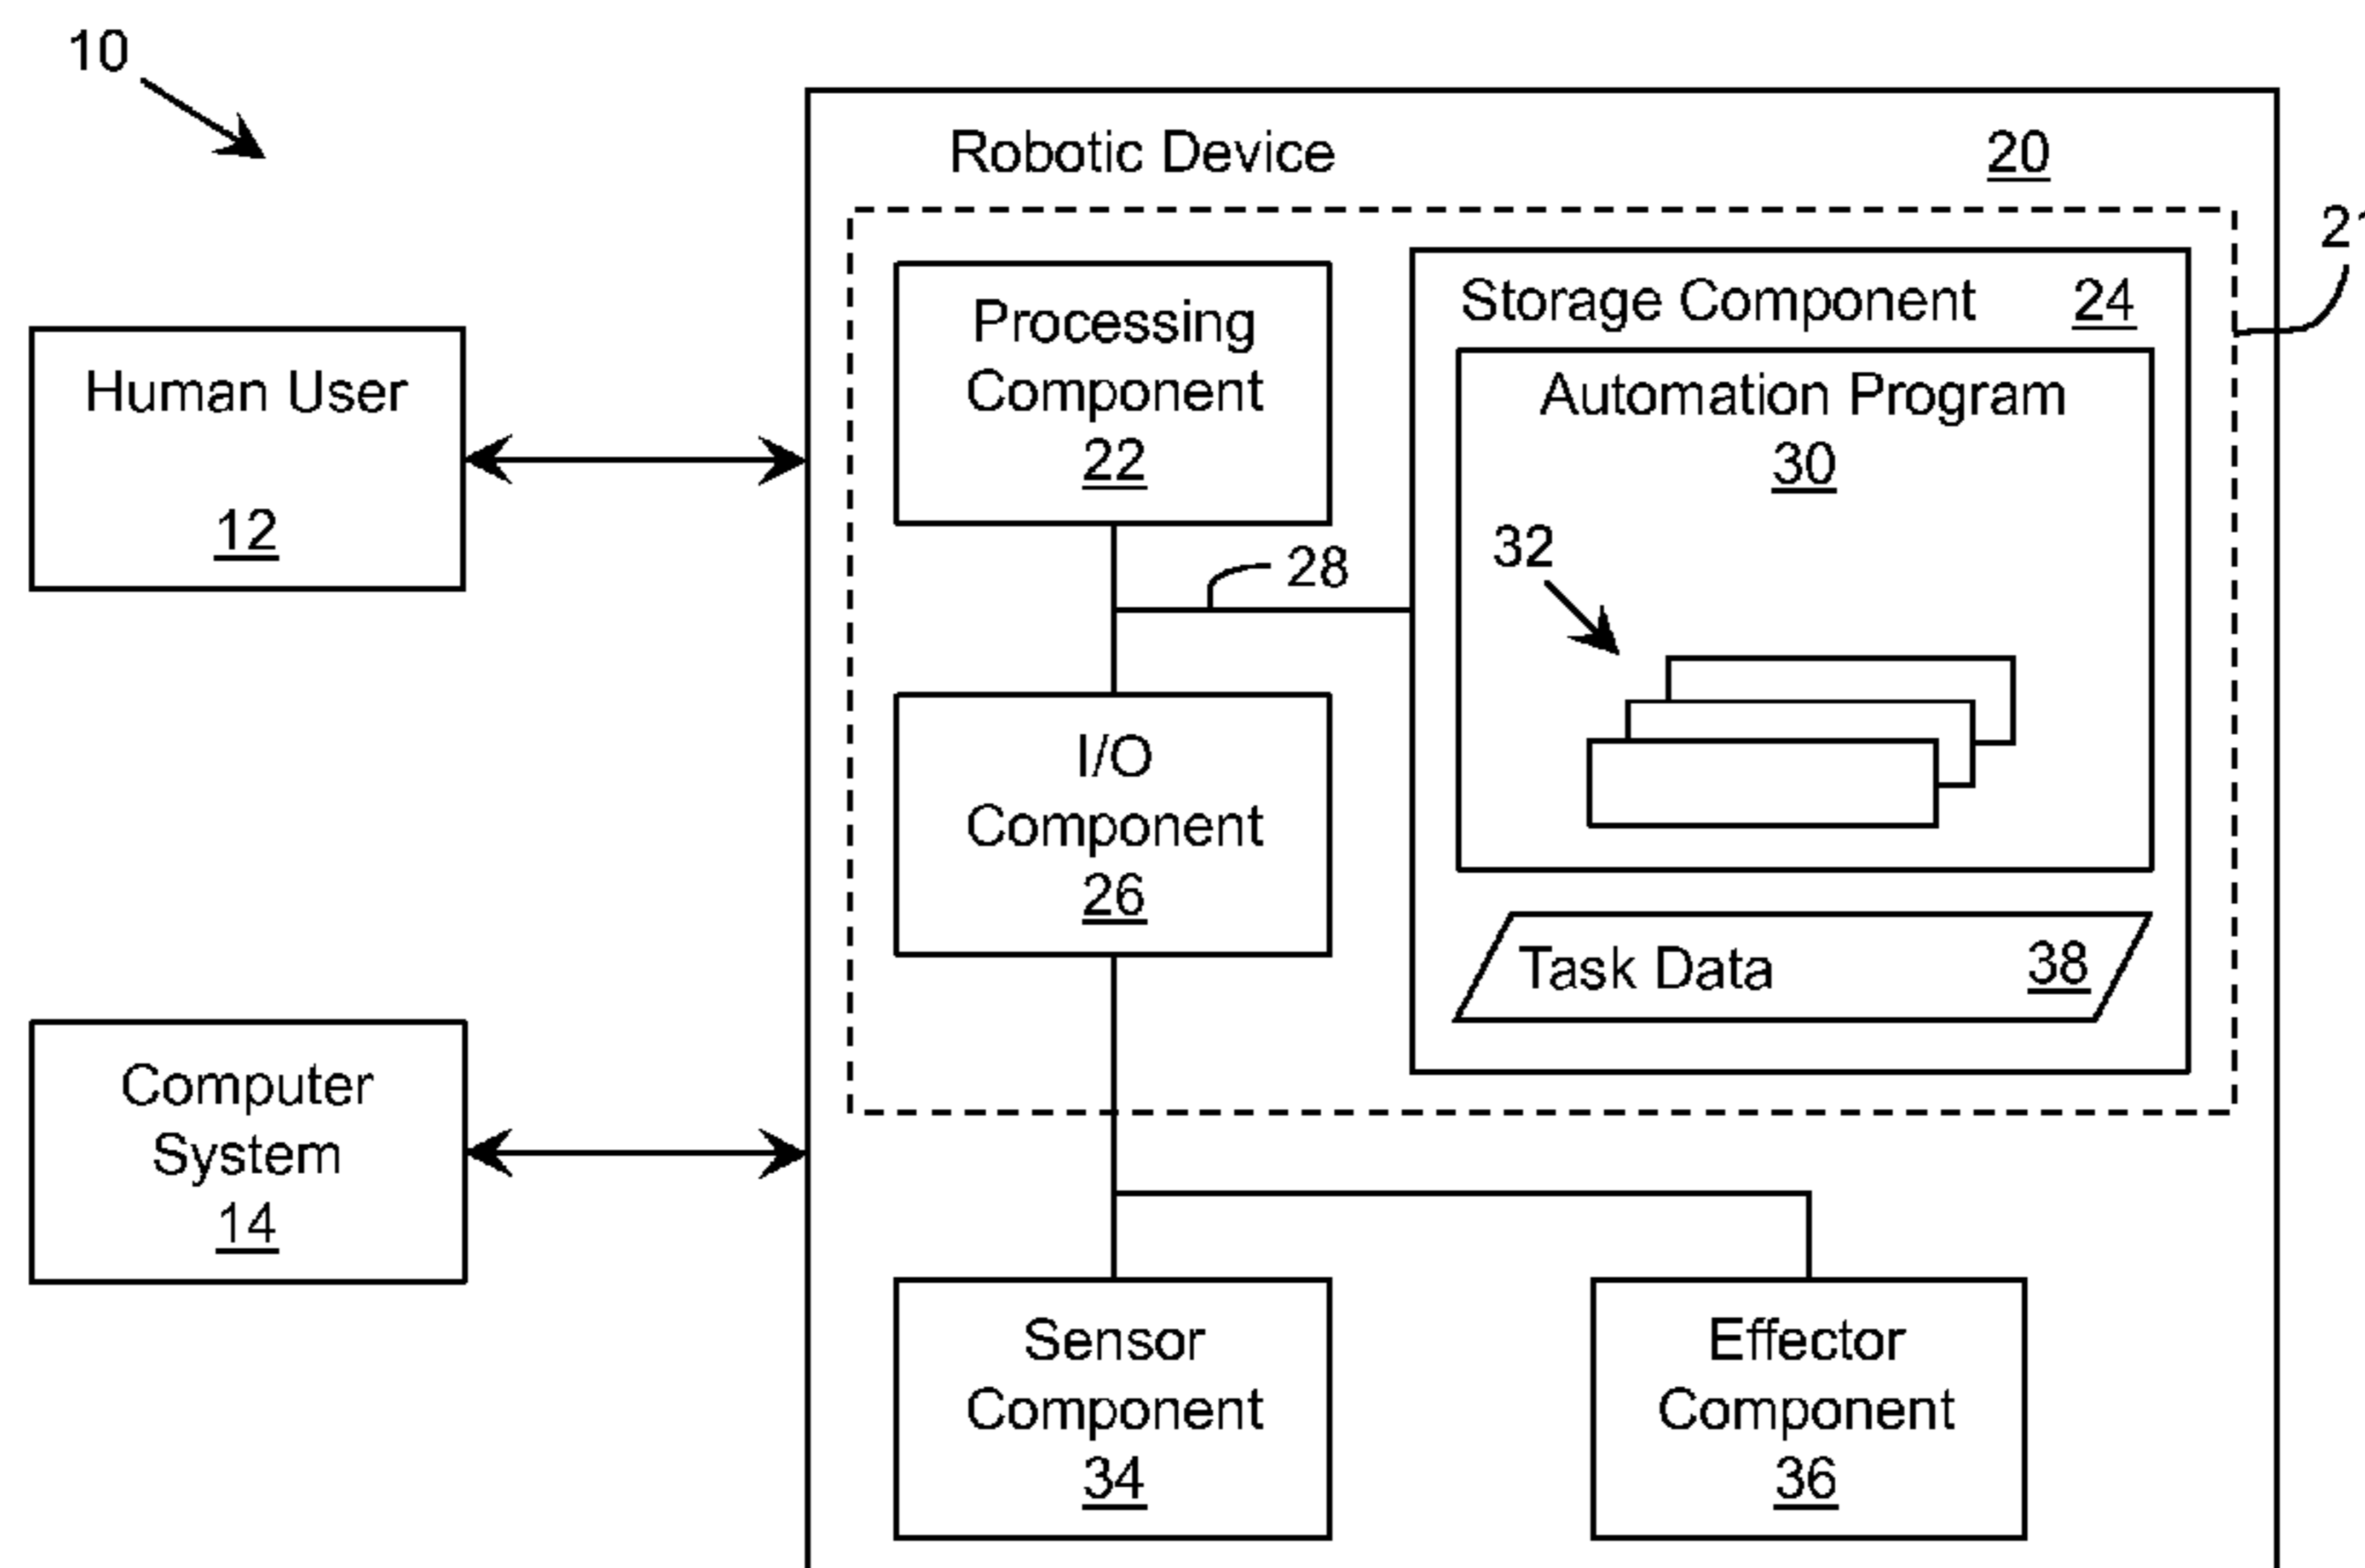 10
Robotic Device 20
21
Human User
12
Processing
Component
22
Storage Component 24
Automation Program
30
32
28
I/O
Component
26
Task Data 38
Computer
System
14
Sensor
Component
34
Effector
Component
36